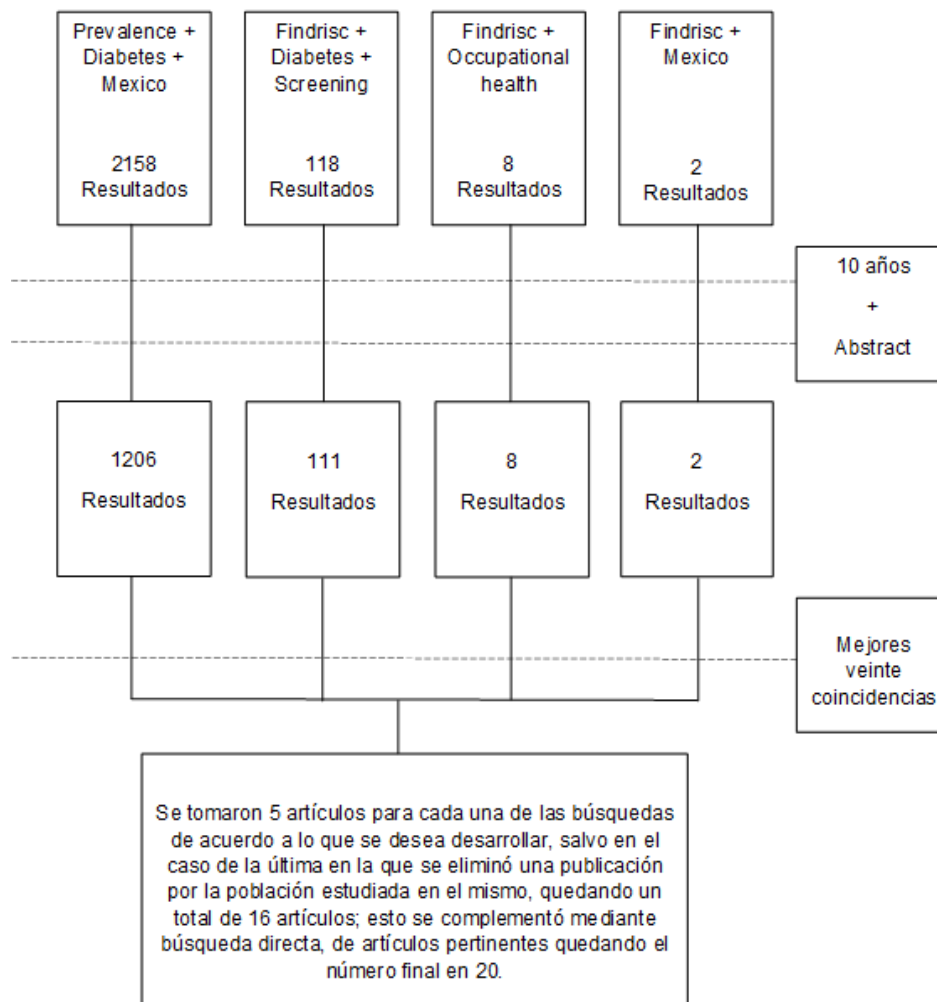 Prevalence +
Diabetes +
Mexico
2158
Resultados
Findrisc +
Diabetes +
Screening
118
Resultados
Findrisc +
Occupational
health
8
Resultados
Findrisc +
Mexico
2
Resultados
10 años
+
Abstract
1206
Resultados
111
Resultados
8
Resultados
2
Resultados
Mejores
veinte
coincidencias
Se tomaron 5 artículos para cada una de las búsquedas
de acuerdo a lo que se desea desarrollar, salvo en el
caso de la última en la que se eliminó una publicación
por la población estudiada en el mismo, quedando un
total de 16 artículos; esto se complementó mediante
búsqueda directa, de artículos pertinentes quedando el
número final en 20.